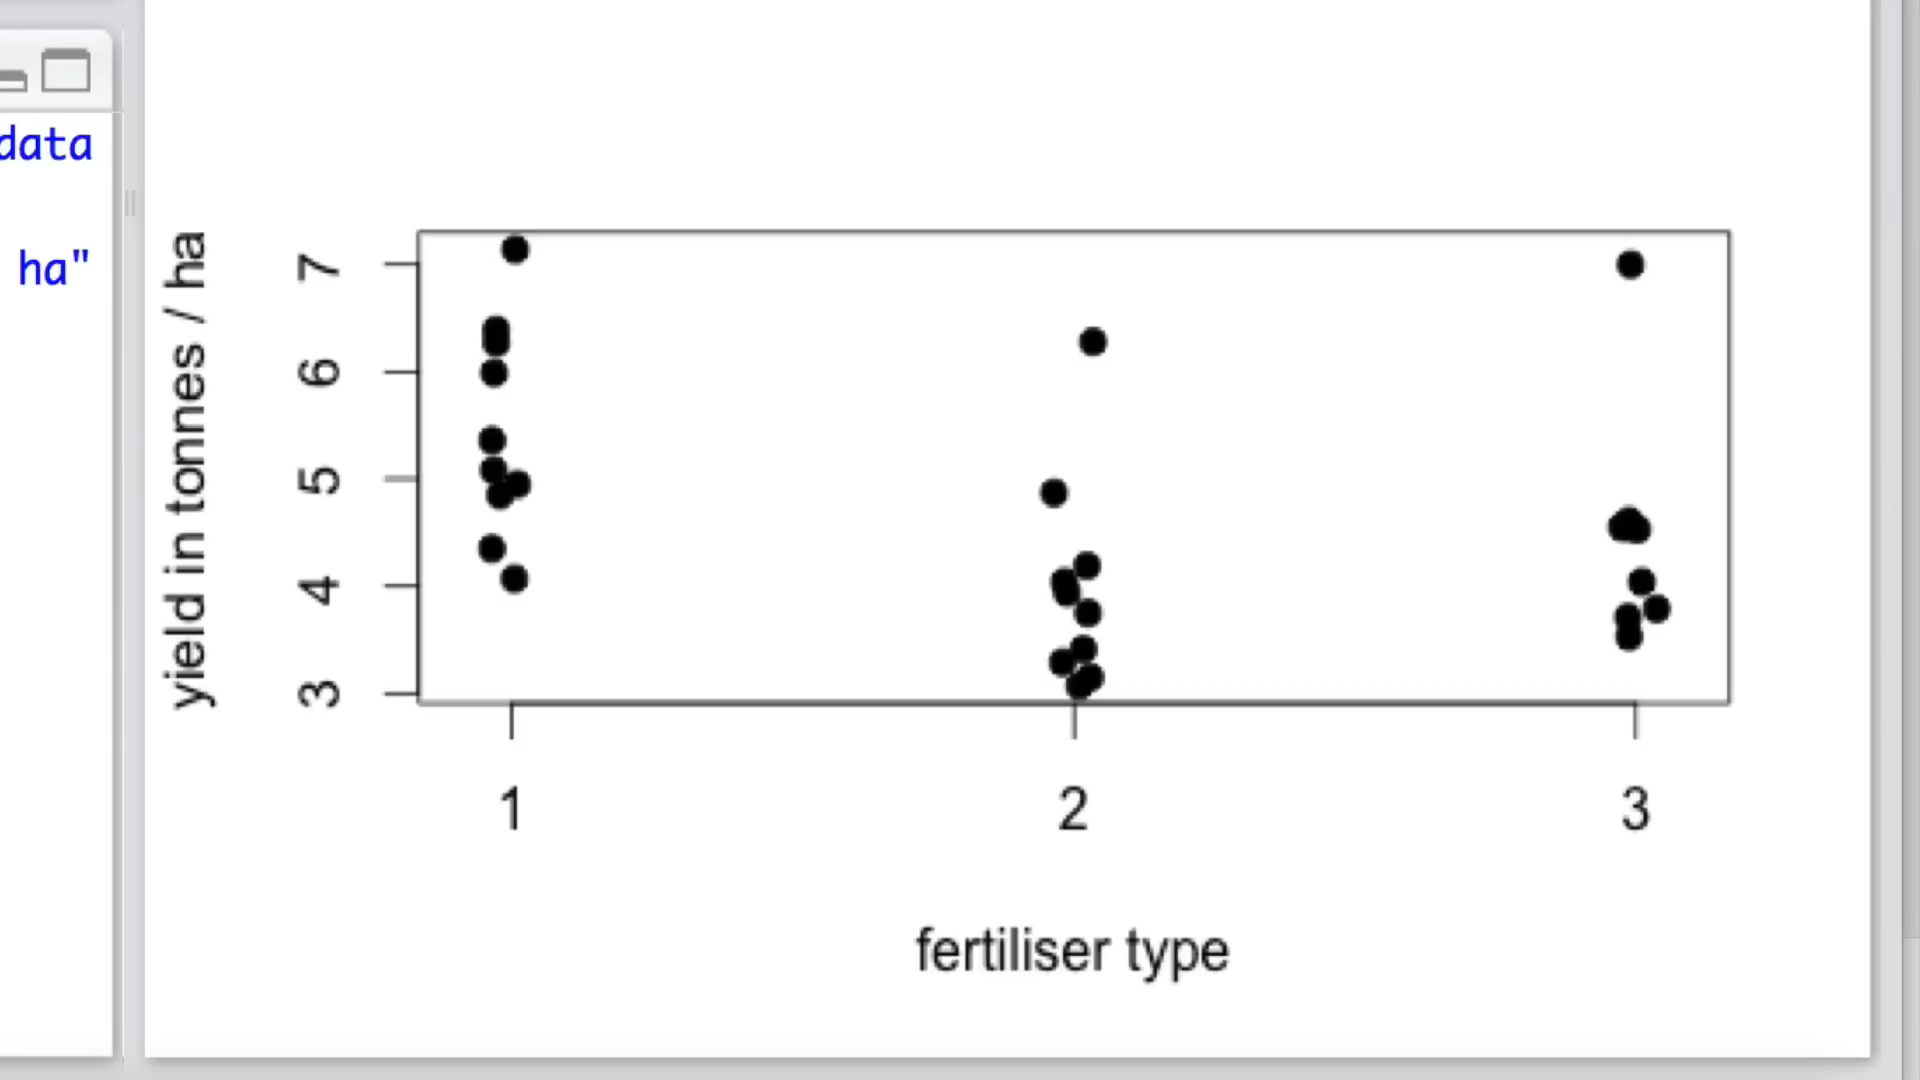 data
ha"
yield in tonnes / ha
7
6
5
4
3
1 2 3
fertiliser type